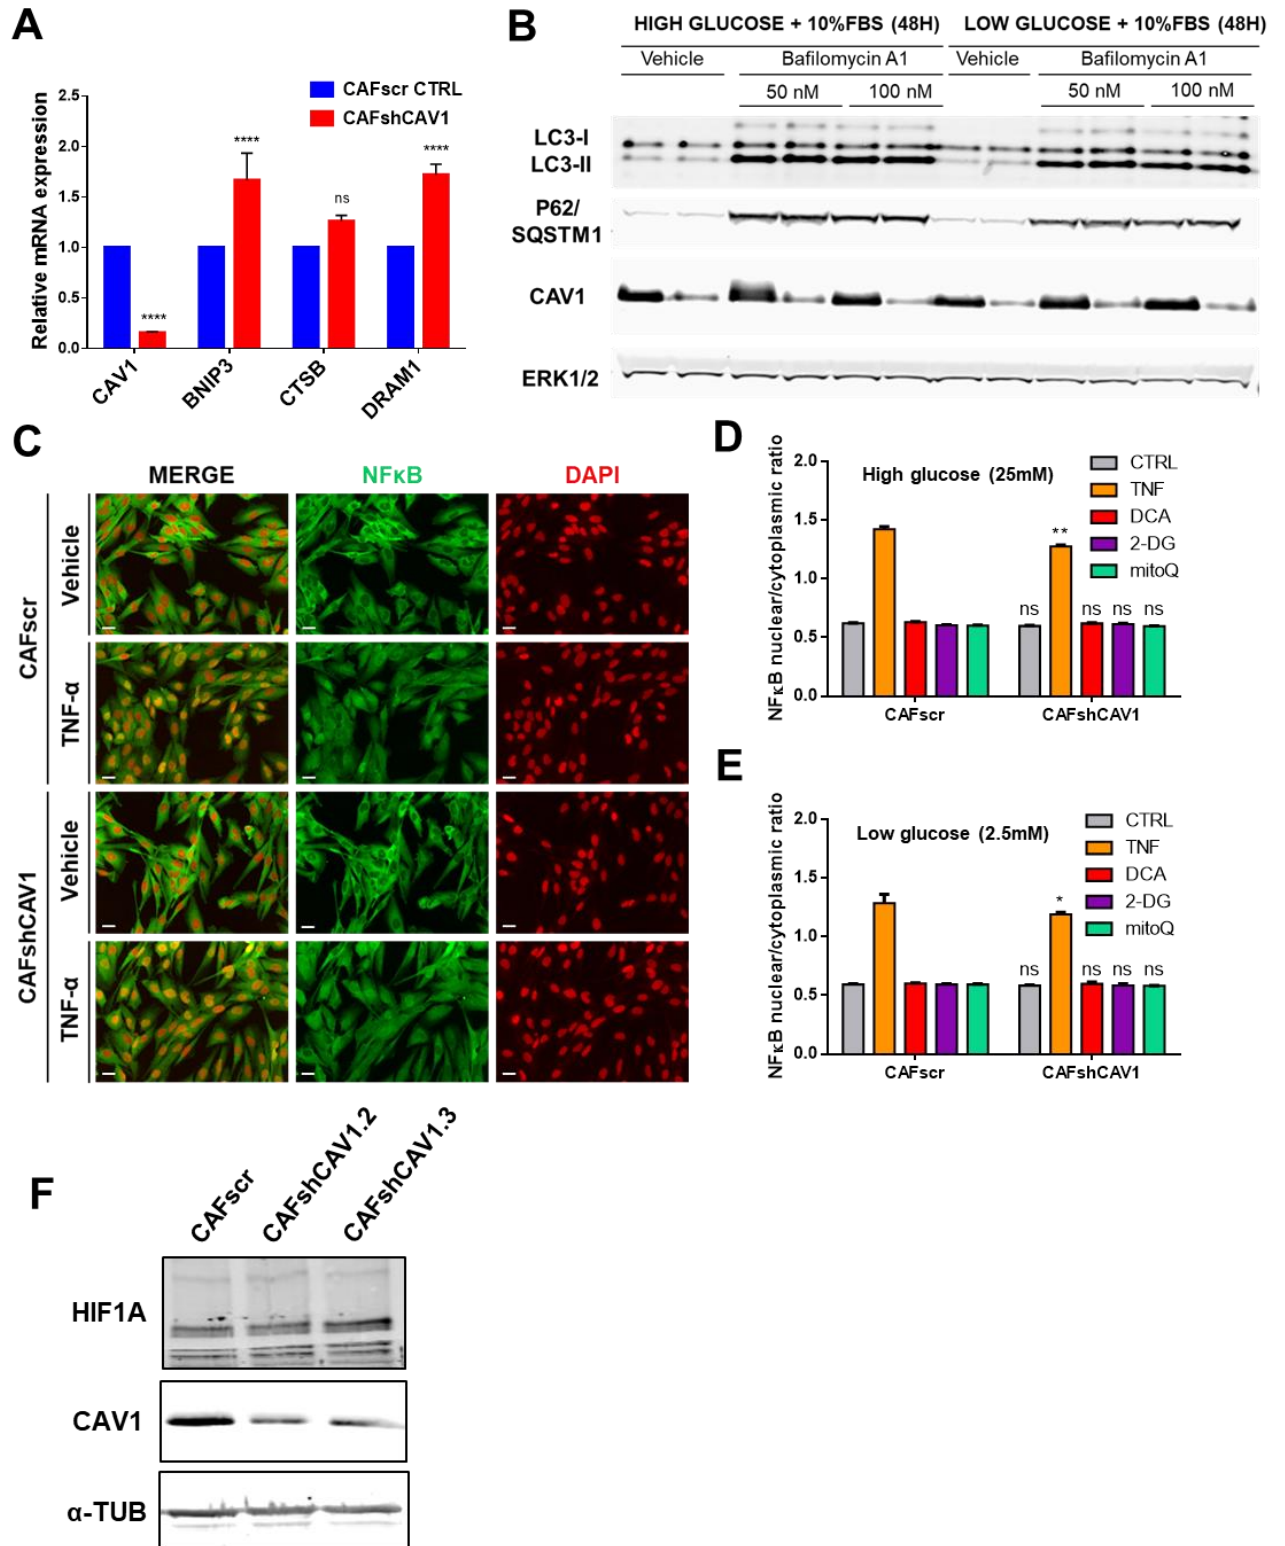 A
CAFscr CTRL
CAFshCAV1
Relative mRNA expression
2.5
2.0
1.5
1.0
0.5
0.0
****
****
ns
****
CAV1
BNIP3
CTSB
DRAM1
B
HIGH GLUCOSE + 10%FBS (48H)
LOW GLUCOSE + 10%FBS (48H)
Vehicle
Bafilomycin A1
Vehicle
Bafilomycin A1
50 nM
100 nM
50 nM
100 nM
LC3-I
LC3-II
P62/
SQSTM1
CAV1
ERK1/2
C
MERGE
NFκB
DAPI
CAFscr
Vehicle
TNF-α
CAFshCAV1
Vehicle
TNF-α
D
NFκB nuclear/cytoplasmic ratio
High glucose (25mM)
CTRL
TNF
DCA
2-DG
mitoQ
2.0
1.5
1.0
0.5
0.0
ns
**
ns
ns
ns
CAFscr
CAFshCAV1
E
NFκB nuclear/cytoplasmic ratio
Low glucose (2.5mM)
CTRL
TNF
DCA
2-DG
mitoQ
2.0
1.5
1.0
0.5
0.0
ns
*
ns
ns
ns
CAFscr
CAFshCAV1
F
CAFscr
CAFshCAV1.2
CAFshCAV1.3
HIF1A
CAV1
α-TUB